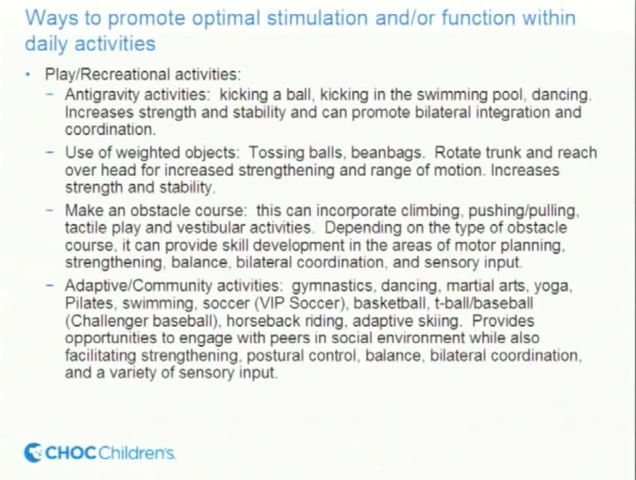 Ways to promote optimal stimulation and/or function within
daily activities
• Play/Recreational activities:
– Antigravity activities: kicking a ball, kicking in the swimming pool, dancing.
Increases strength and stability and can promote bilateral integration and
coordination.
– Use of weighted objects: Tossing balls, beanbags. Rotate trunk and reach
over head for increased strengthening and range of motion. Increases
strength and stability.
– Make an obstacle course: this can incorporate climbing, pushing/pulling,
tactile play and vestibular activities. Depending on the type of obstacle
course, it can provide skill development in the areas of motor planning,
strengthening, balance, bilateral coordination, and sensory input.
– Adaptive/Community activities: gymnastics, dancing, martial arts, yoga,
Pilates, swimming, soccer (VIP Soccer), basketball, t-ball/baseball
(Challenger baseball), horseback riding, adaptive skiing. Provides
opportunities to engage with peers in social environment while also
facilitating strengthening, postural control, balance, bilateral coordination,
and a variety of sensory input.
CHOC Children's.